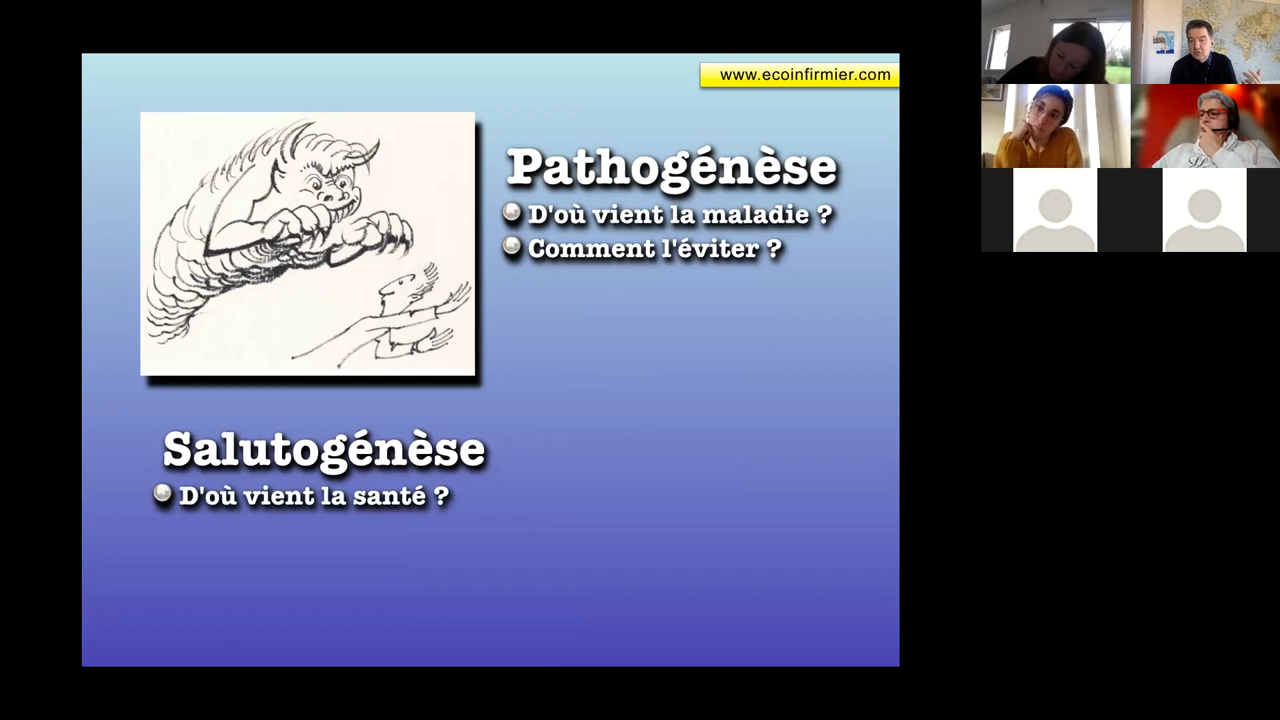 www.ecoinfirmier.com
Pathogénèse
D'où vient la maladie ?
Comment l'éviter ?
Salutogénèse
D'où vient la santé ?